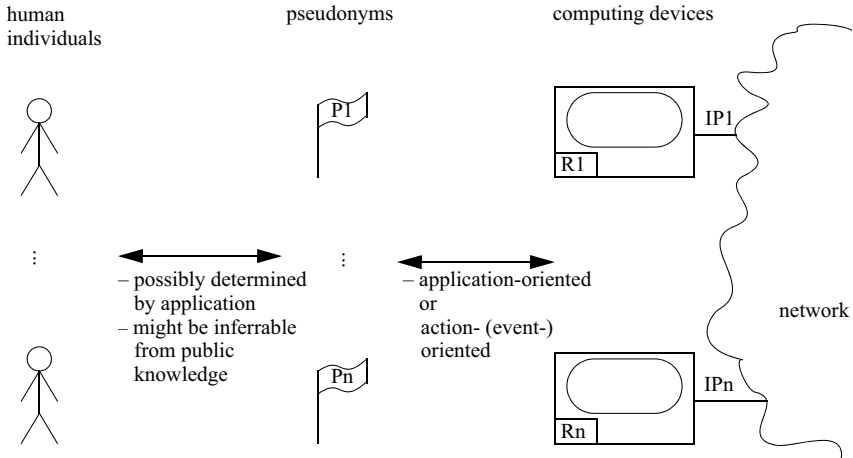 human
individuals
pseudonyms
computing devices
P1
IP1
R1
⋮
⋮
– possibly determined
by application
– might be inferrable
from public
knowledge
– application-oriented
or
action- (event-)
oriented
network
Pn
IPn
Rn